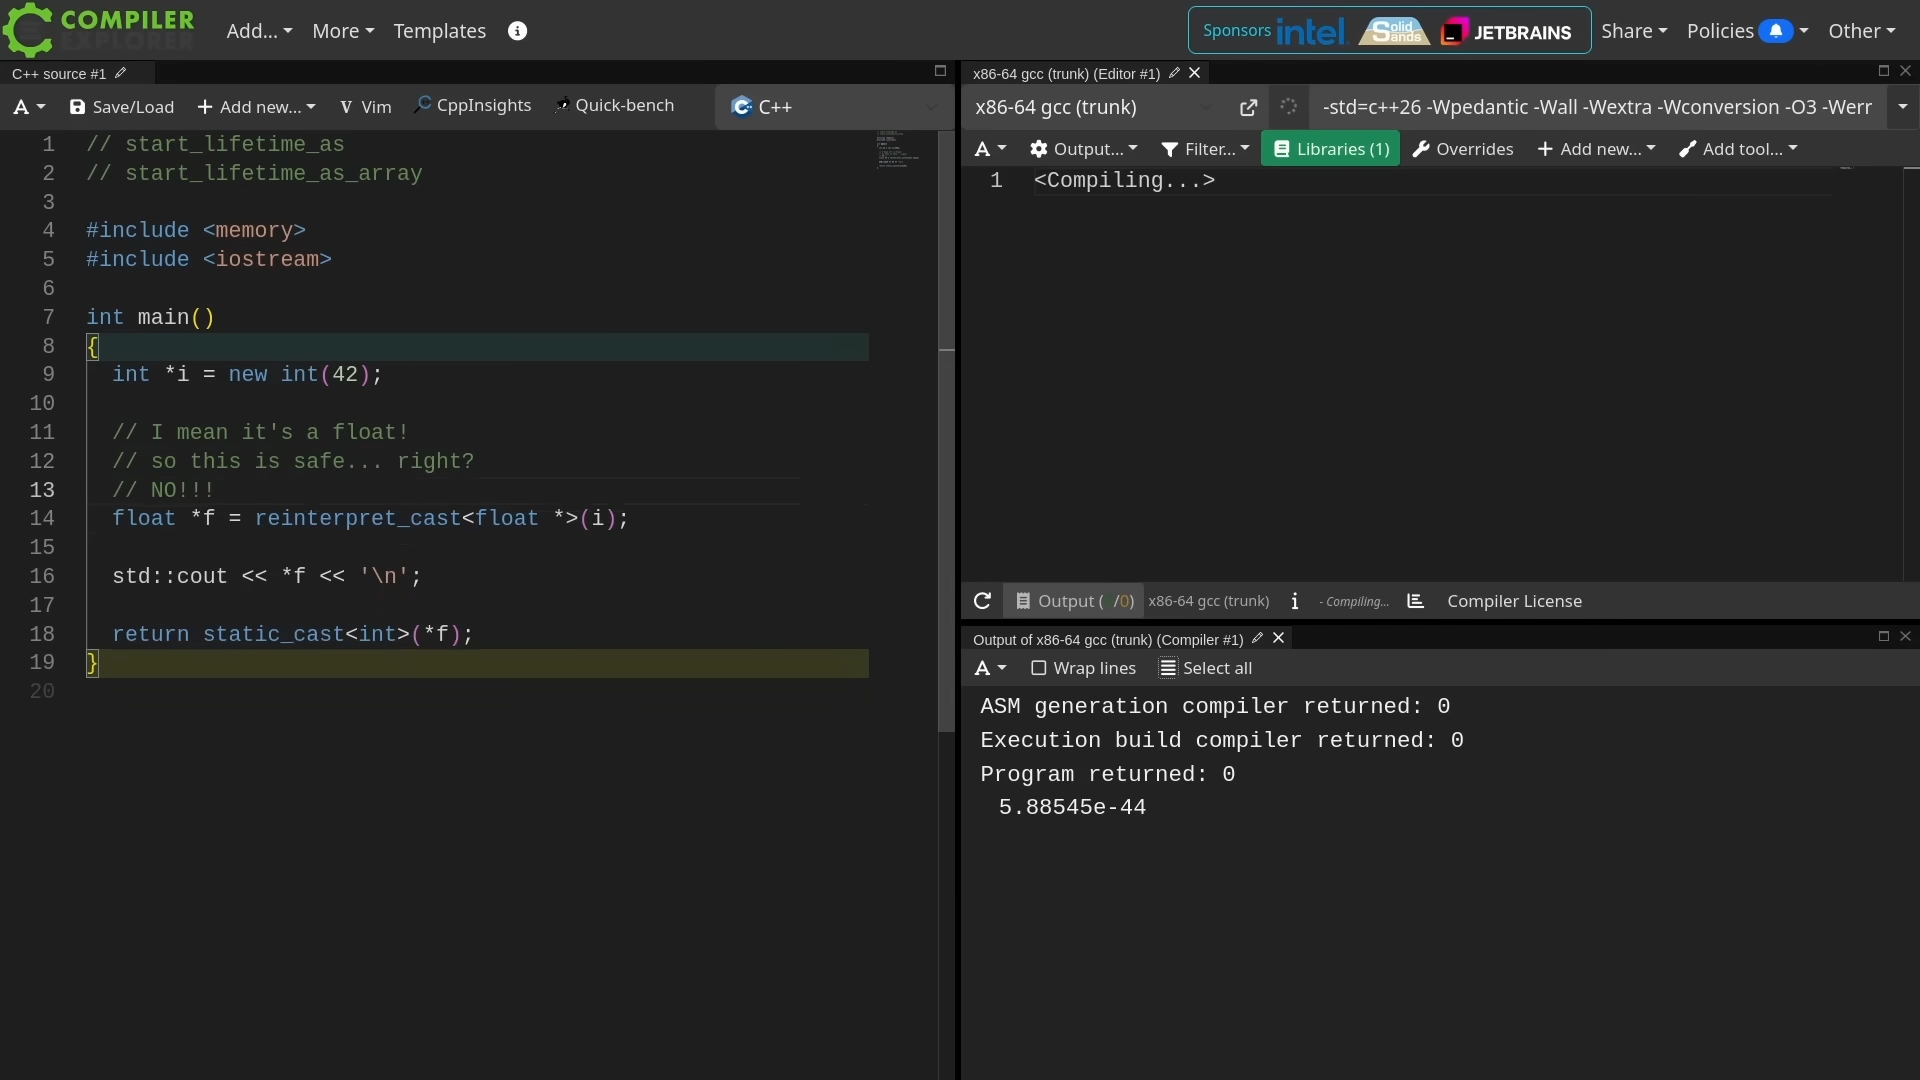 COMPILER
EXPLORER
Add... More Templates
Sponsors intel Solid Sands JETBRAINS Share Policies Other
C++ source #1
A Save/Load + Add new... V Vim CppInsights Quick-bench C++
1 // start_lifetime_as
2 // start_lifetime_as_array
3
4 #include <memory>
5 #include <iostream>
6
7 int main()
8 {
9 int *i = new int(42);
10
11 // I mean it's a float!
12 // so this is safe... right?
13 // NO!!!
14 float *f = reinterpret_cast<float *>(i);
15
16 std::cout << *f << '\n';
17
18 return static_cast<int>(*f);
19 }
20
x86-64 gcc (trunk) (Editor #1)
x86-64 gcc (trunk) -std=c++26 -Wpedantic -Wall -Wextra -Wconversion -O3 -Werr
A Output... Filter... Libraries (1) Overrides + Add new... Add tool...
1 <Compiling...>
Output ( /0) x86-64 gcc (trunk) i - Compiling... Compiler License
Output of x86-64 gcc (trunk) (Compiler #1)
A Wrap lines Select all
ASM generation compiler returned: 0
Execution build compiler returned: 0
Program returned: 0
5.88545e-44